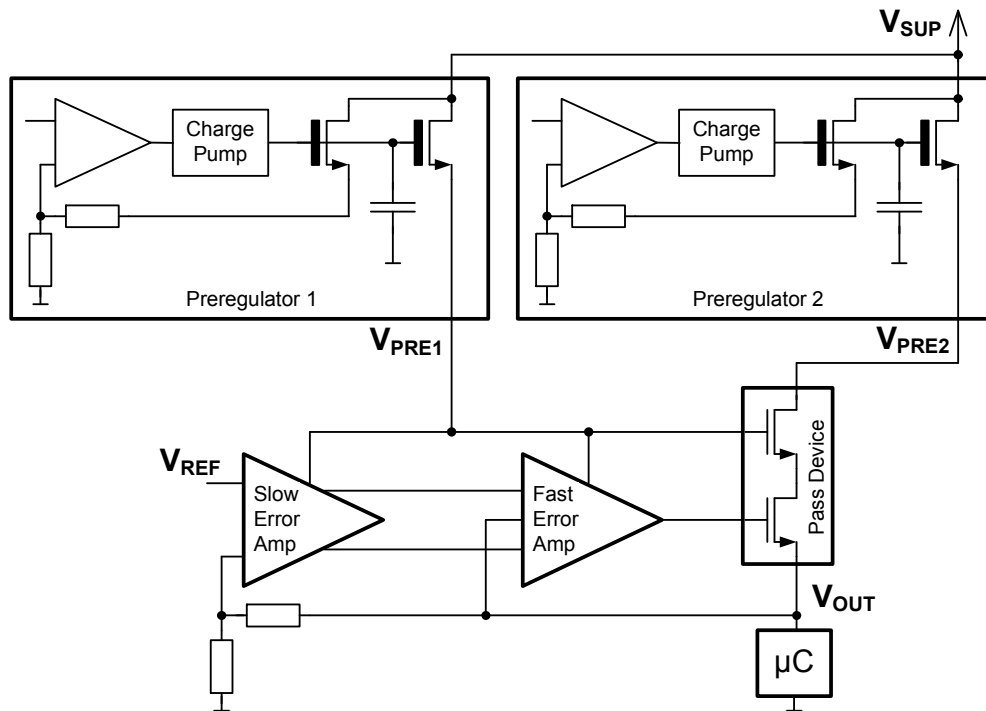 V_SUP
Charge
Pump
Preregulator 1
Charge
Pump
Preregulator 2
V_PRE1
V_PRE2
V_REF
Slow
Error
Amp
Fast
Error
Amp
Pass Device
V_OUT
µC